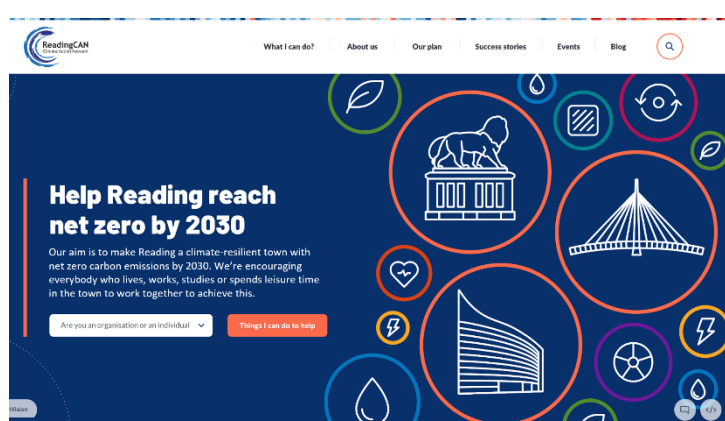 ReadingCAN
Climate Action Network
What I can do?
About us
Our plan
Success stories
Events
Blog
Help Reading reach
net zero by 2030
Our aim is to make Reading a climate-resilient town with
net zero carbon emissions by 2030. We're encouraging
everybody who lives, works, studies or spends leisure time
in the town to work together to achieve this.
Are you an organisation or an individual
Things I can do to help